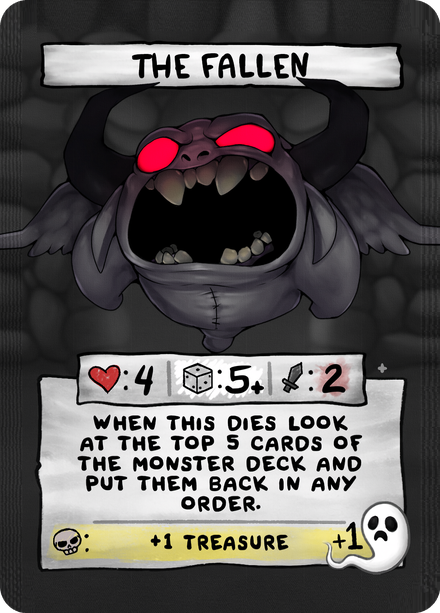 THE FALLEN
:4 :5+ :2
WHEN THIS DIES LOOK
AT THE TOP 5 CARDS OF
THE MONSTER DECK AND
PUT THEM BACK IN ANY
ORDER.
: +1 TREASURE +1